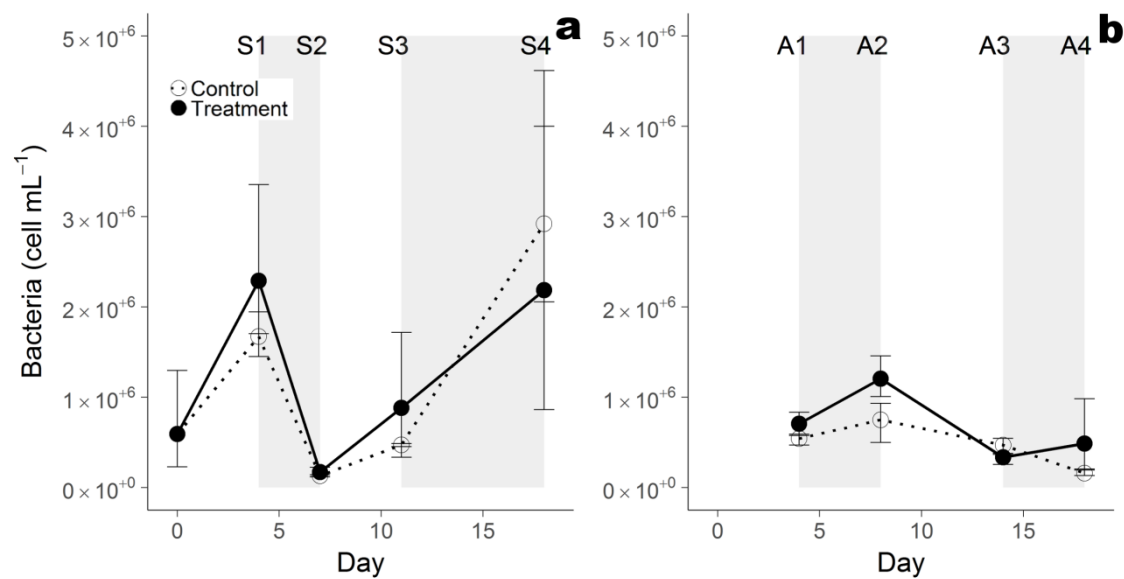 S1 S2 S3 S4 a
Control
Treatment
5 × 10⁺⁶
4 × 10⁺⁶
3 × 10⁺⁶
2 × 10⁺⁶
1 × 10⁺⁶
0 × 10⁺⁰
Bacteria (cell mL⁻¹)
0 5 10 15
Day
A1 A2 A3 A4 b
5 × 10⁺⁶
4 × 10⁺⁶
3 × 10⁺⁶
2 × 10⁺⁶
1 × 10⁺⁶
0 × 10⁺⁰
0 5 10 15
Day